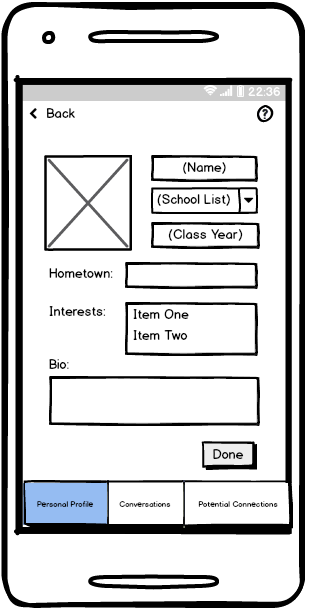 22:36
Back
?
(Name)
(School List)
(Class Year)
Hometown:
Interests:
Item One
Item Two
Bio:
Done
Personal Profile
Conversations
Potential Connections